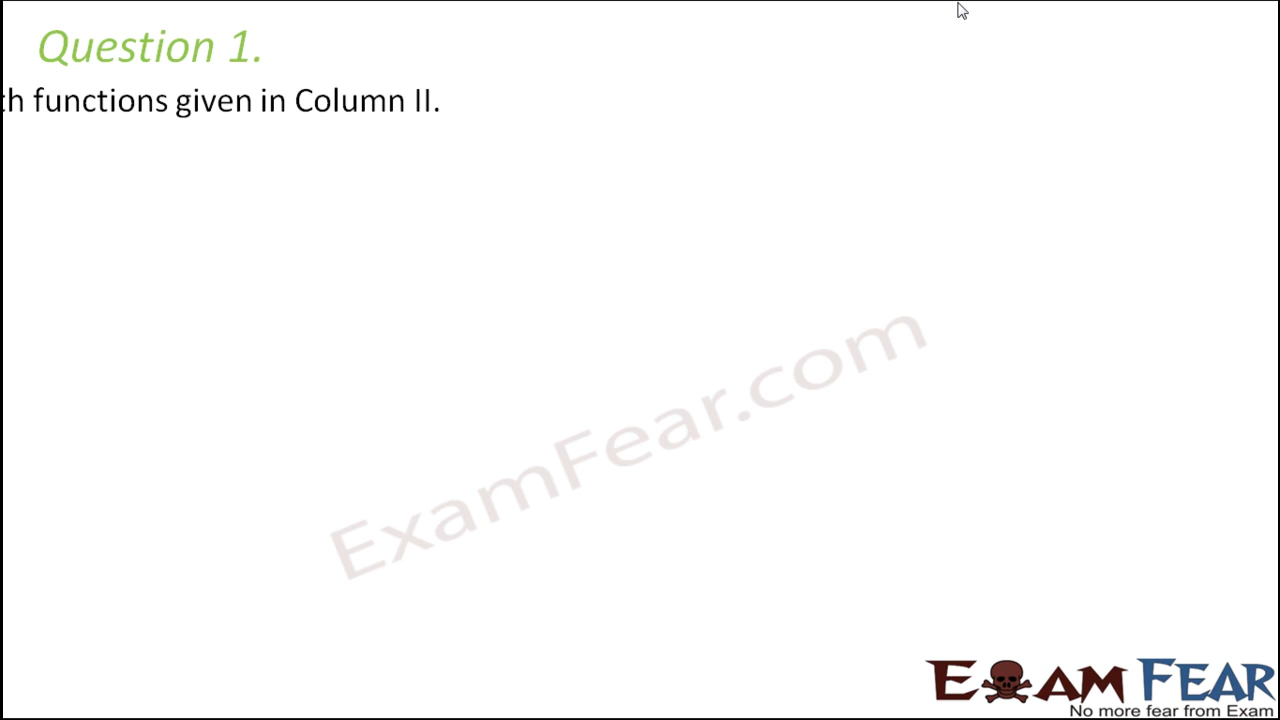 Question 1.
th functions given in Column II.
ExamFear.com
EXAM FEAR
No more fear from Exam